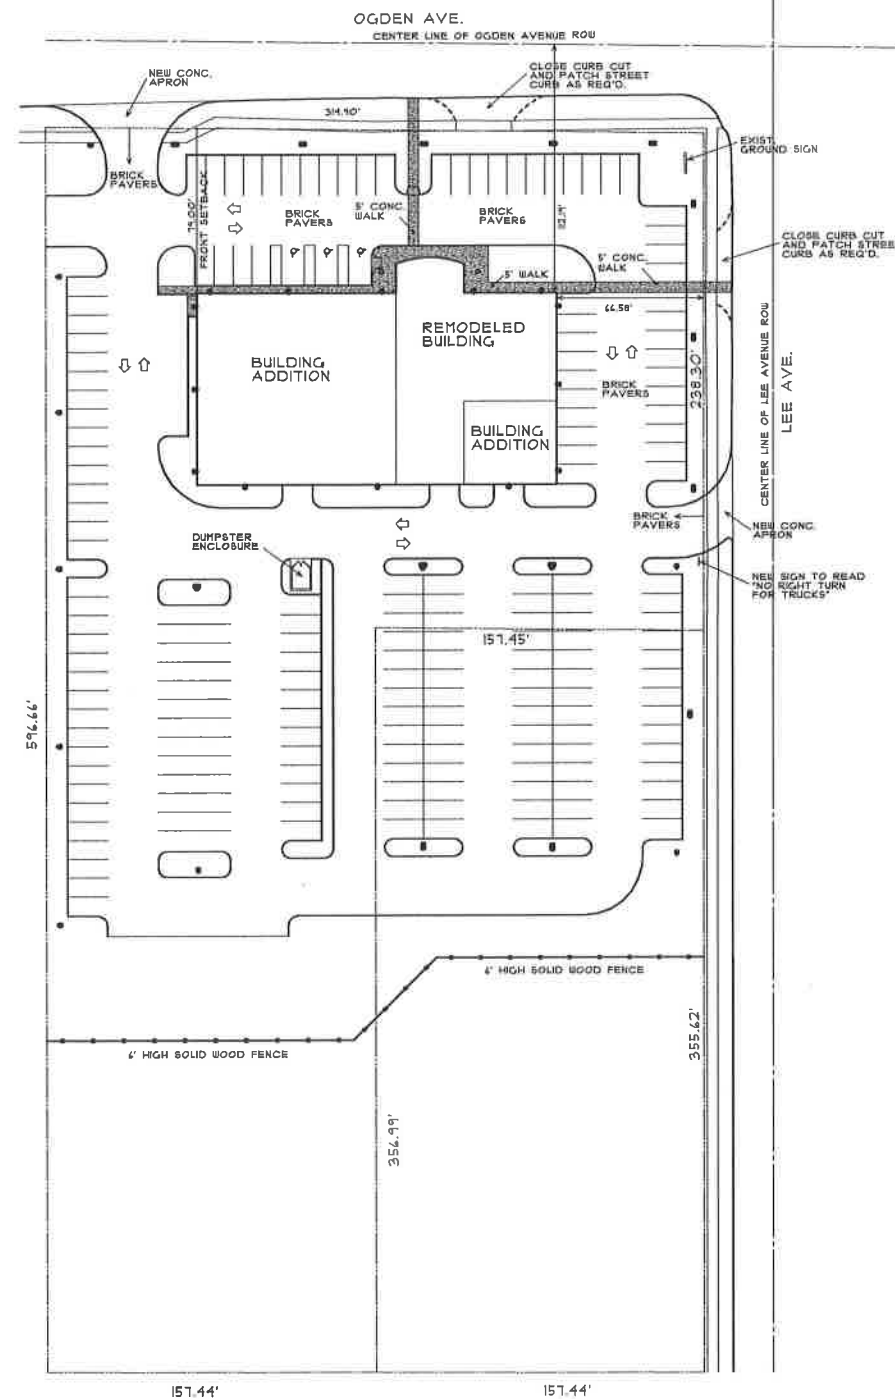 OGDEN AVE.
CENTER LINE OF OGDEN AVENUE ROW
NEW CONC.
APRON
CLOSE CURB CUT
AND PATCH STREET
CURB AS REQ'D.
314.90'
EXIST.
GROUND SIGN
BRICK
PAVERS
79.00'
FRONT SETBACK
BRICK
PAVERS
5' CONC.
WALK
BRICK
PAVERS
112.19'
CLOSE CURB CUT
AND PATCH STREET
CURB AS REQ'D.
5' WALK
5' CONC.
WALK
66.58'
REMODELED
BUILDING
BUILDING
ADDITION
BRICK
PAVERS
238.30'
CENTER LINE OF LEE AVENUE ROW
LEE AVE.
BUILDING
ADDITION
BRICK
PAVERS
NEW CONC.
APRON
DUMPSTER
ENCLOSURE
NEW SIGN TO READ
"NO RIGHT TURN
FOR TRUCKS"
157.45'
596.66'
6' HIGH SOLID WOOD FENCE
6' HIGH SOLID WOOD FENCE
355.62'
356.99'
157.44'
157.44'